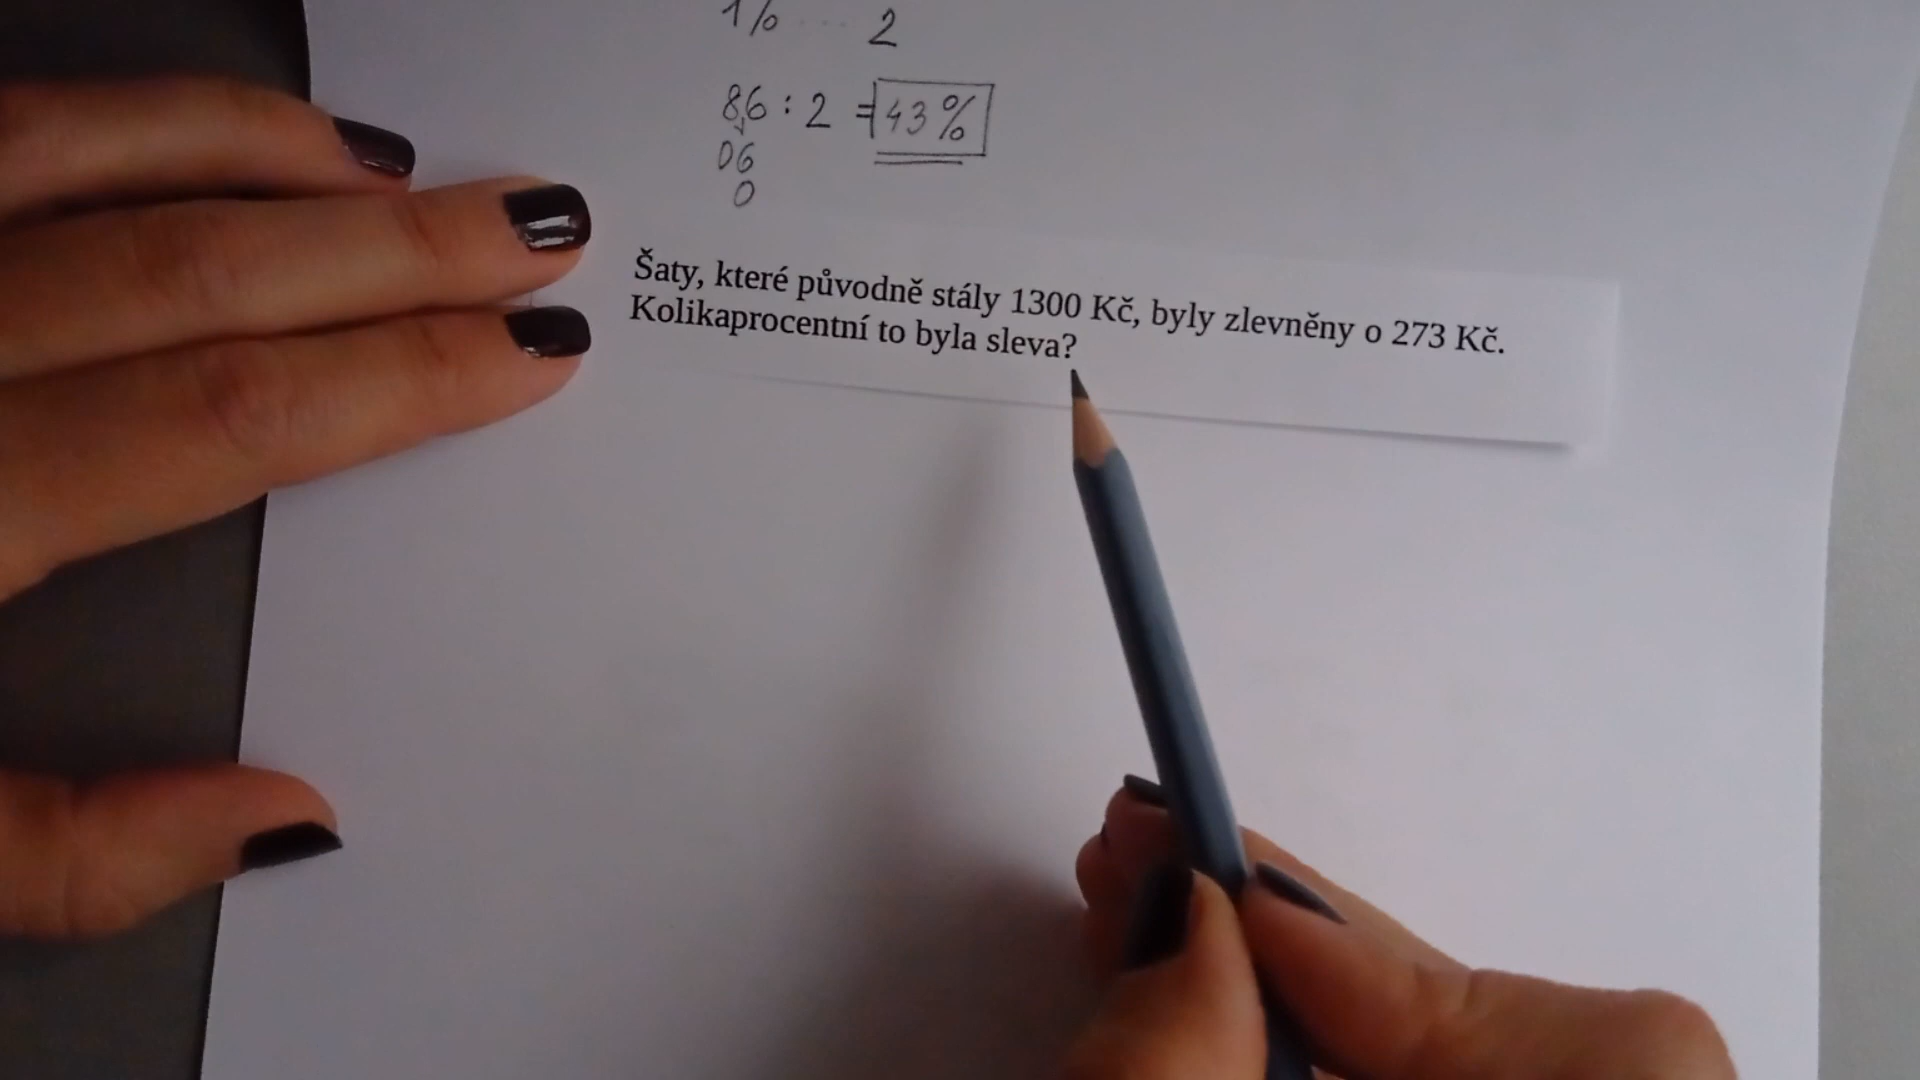 1% ... 2
86 : 2 = 43%
06
0
Šaty, které původně stály 1300 Kč, byly zlevněny o 273 Kč.
Kolikaprocentní to byla sleva?